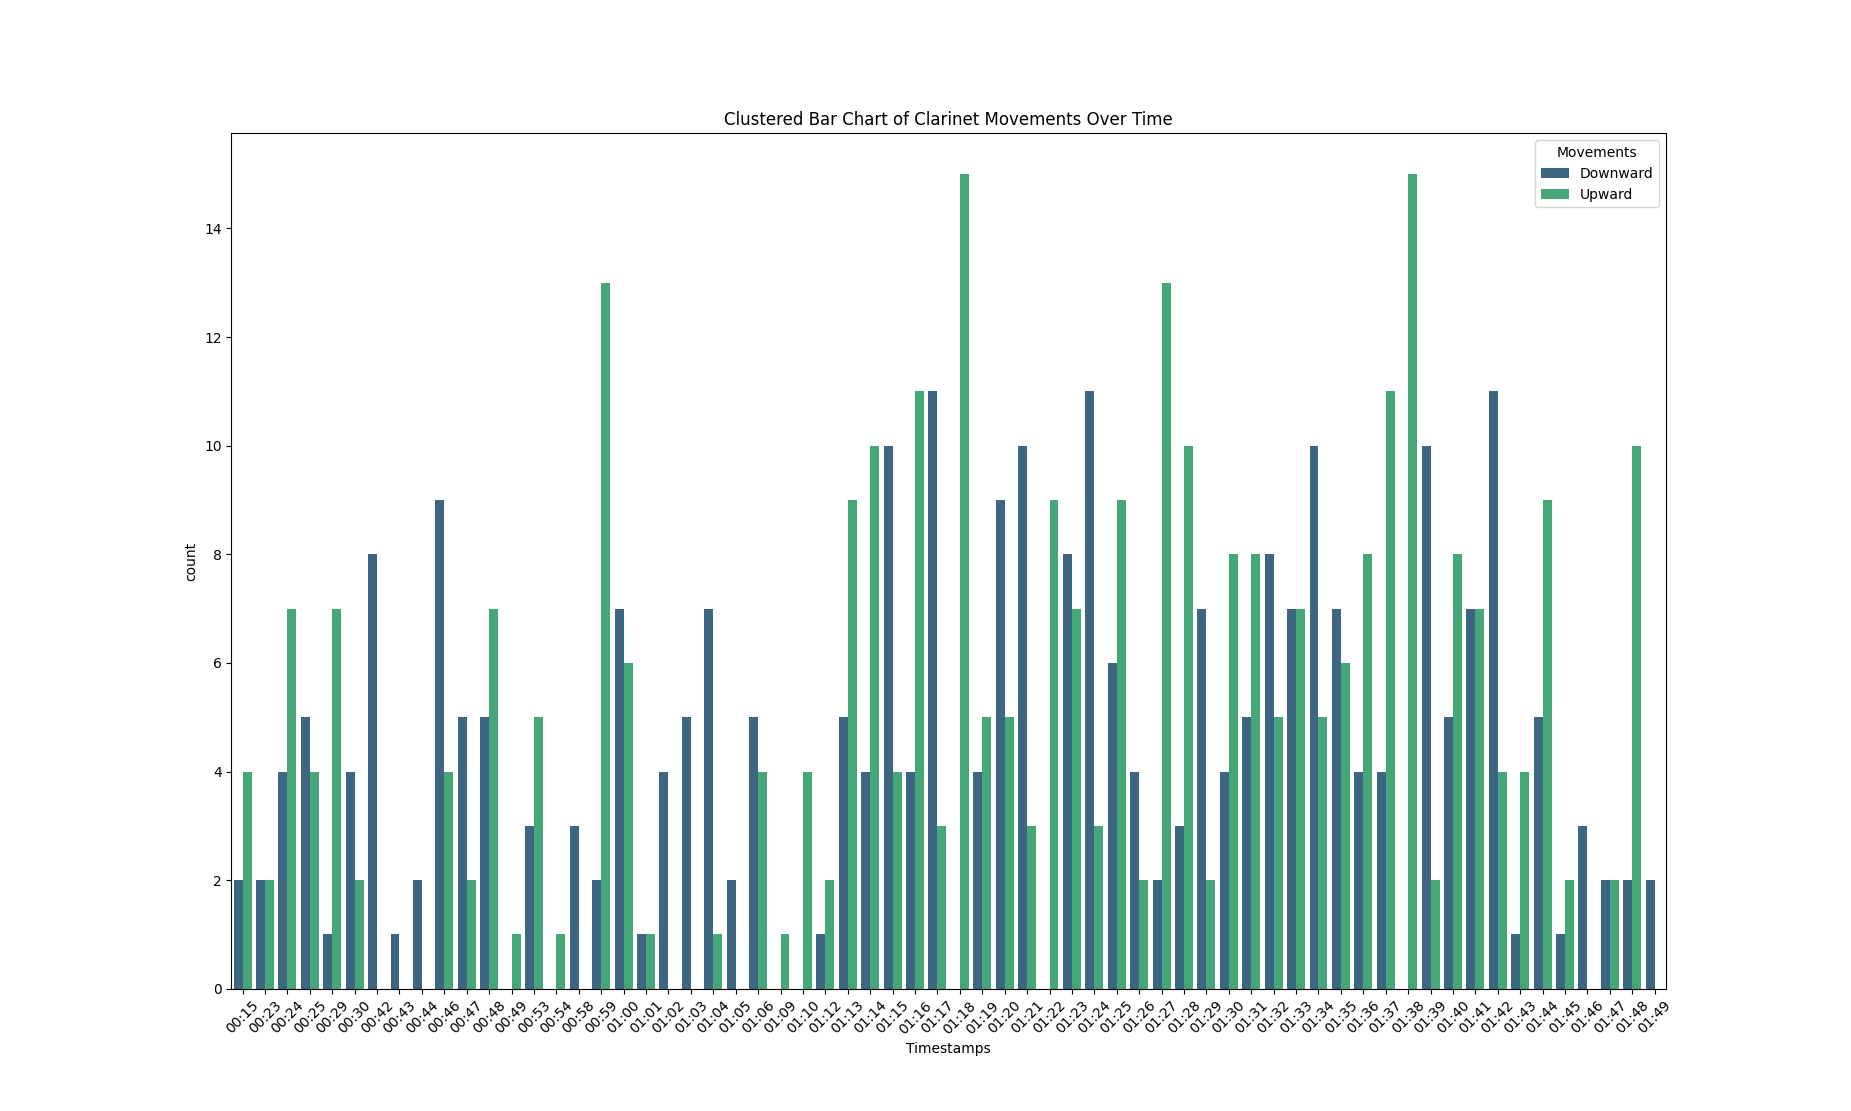 Clustered Bar Chart of Clarinet Movements Over Time
Movements
Downward
Upward
14
12
10
8
6
4
2
0
count
00:15 00:23 00:24 00:25 00:29 00:30 00:42 00:43 00:44 00:46 00:47 00:48 00:49 00:53 00:54 00:58 00:59 01:00 01:01 01:02 01:03 01:04 01:05 01:06 01:09 01:10 01:12 01:13 01:14 01:15 01:16 01:17 01:18 01:19 01:20 01:21 01:22 01:23 01:24 01:25 01:26 01:27 01:28 01:29 01:30 01:31 01:32 01:33 01:34 01:35 01:36 01:37 01:38 01:39 01:40 01:41 01:42 01:43 01:44 01:45 01:46 01:47 01:48 01:49
Timestamps